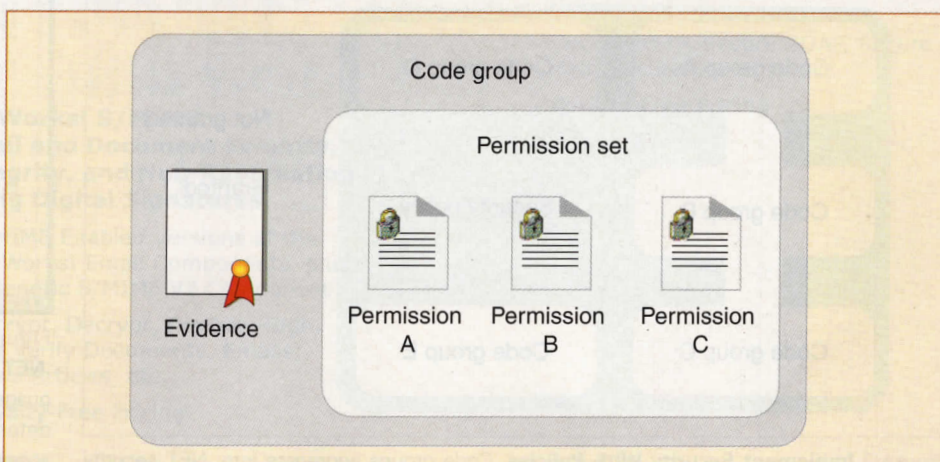 Code group
Permission set
Evidence
Permission
A
Permission
B
Permission
C